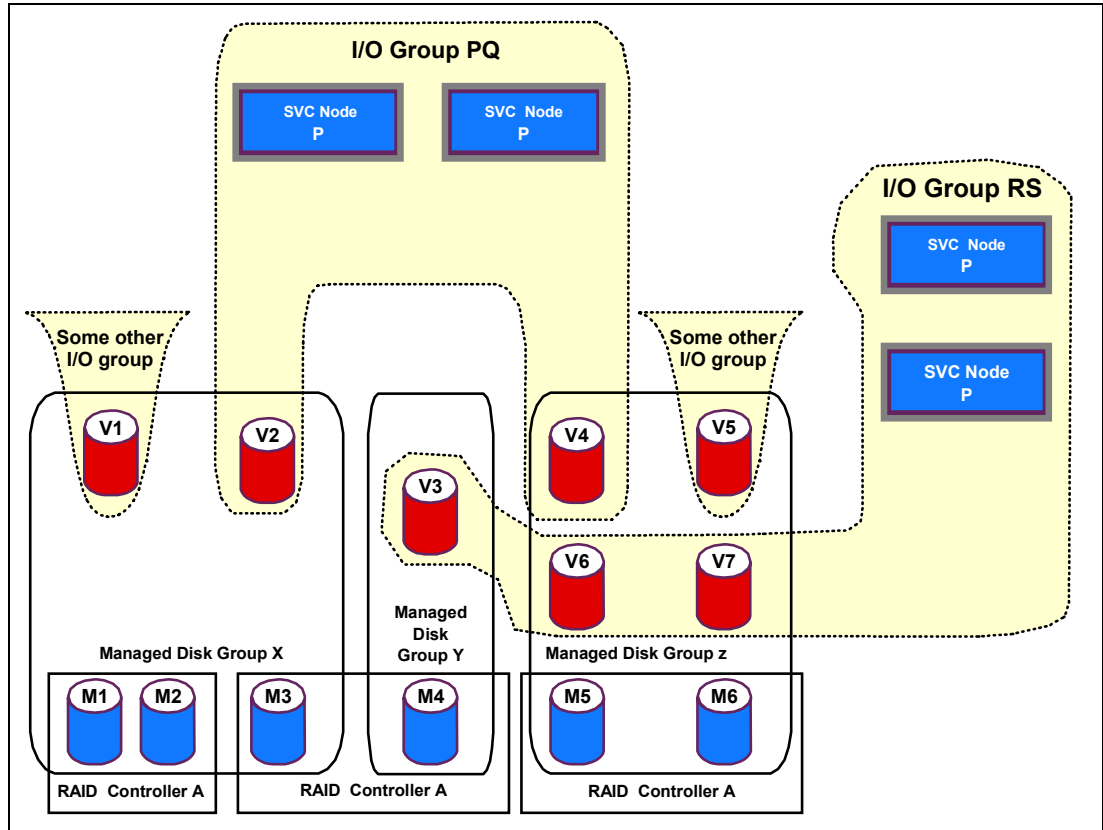 I/O Group PQ
SVC Node
P
SVC Node
P
I/O Group RS
SVC Node
P
SVC Node
P
Some other
I/O group
Some other
I/O group
V1
V2
V3
V4
V5
V6
V7
Managed Disk Group X
Managed
Disk
Group Y
Managed Disk Group z
M1
M2
M3
M4
M5
M6
RAID Controller A
RAID Controller A
RAID Controller A